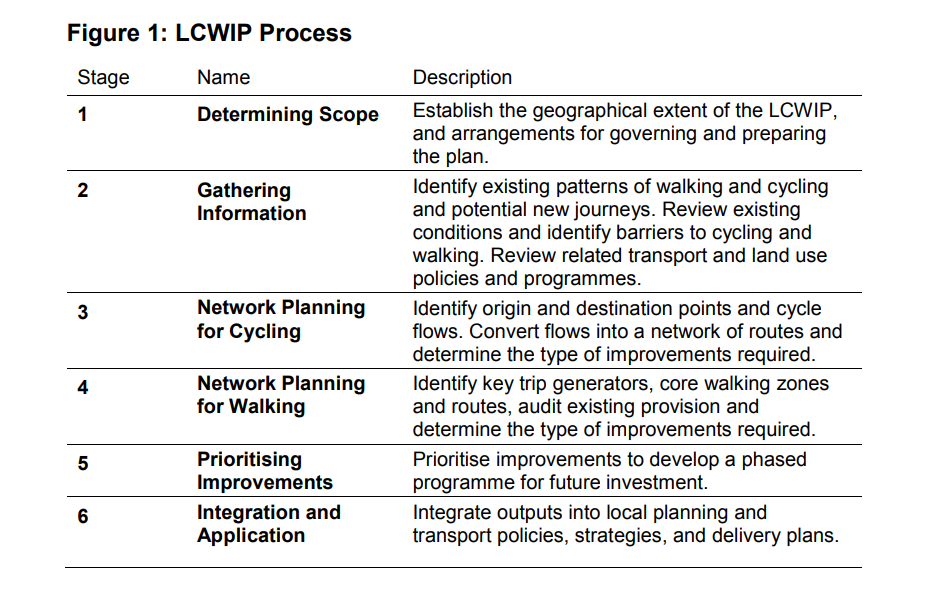 Figure 1: LCWIP Process
Stage Name Description
1 Determining Scope Establish the geographical extent of the LCWIP,
and arrangements for governing and preparing
the plan.
2 Gathering Identify existing patterns of walking and cycling
Information and potential new journeys. Review existing
conditions and identify barriers to cycling and
walking. Review related transport and land use
policies and programmes.
3 Network Planning Identify origin and destination points and cycle
for Cycling flows. Convert flows into a network of routes and
determine the type of improvements required.
4 Network Planning Identify key trip generators, core walking zones
for Walking and routes, audit existing provision and
determine the type of improvements required.
5 Prioritising Prioritise improvements to develop a phased
Improvements programme for future investment.
6 Integration and Integrate outputs into local planning and
Application transport policies, strategies, and delivery plans.